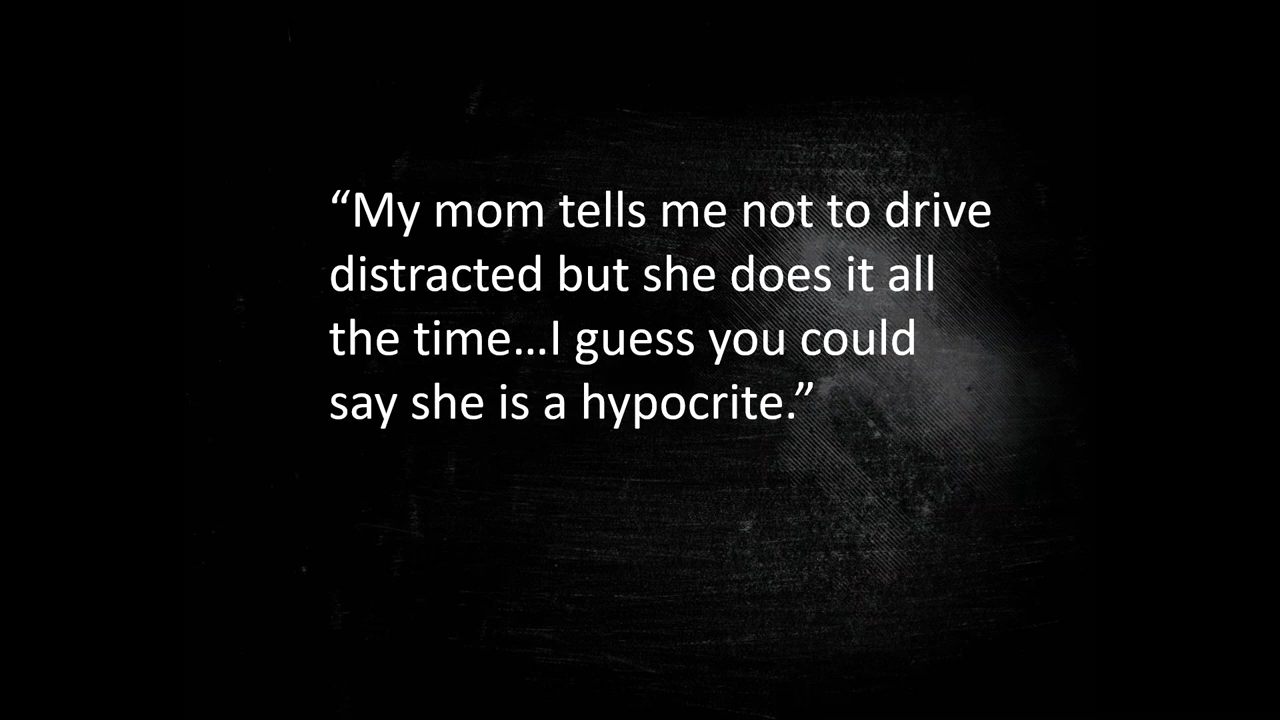 “My mom tells me not to drive
distracted but she does it all
the time…I guess you could
say she is a hypocrite.”